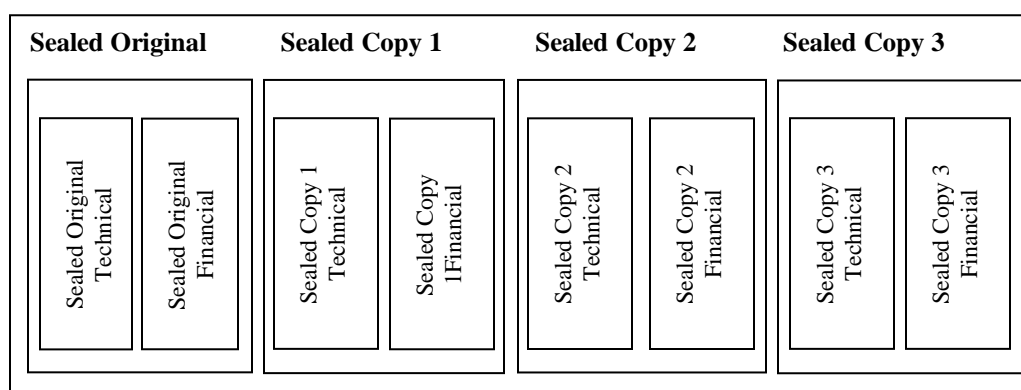 Sealed Original
Sealed Copy 1
Sealed Copy 2
Sealed Copy 3
Sealed Original
Technical
Sealed Original
Financial
Sealed Copy 1
Technical
Sealed Copy
1Financial
Sealed Copy 2
Technical
Sealed Copy 2
Financial
Sealed Copy 3
Technical
Sealed Copy 3
Financial